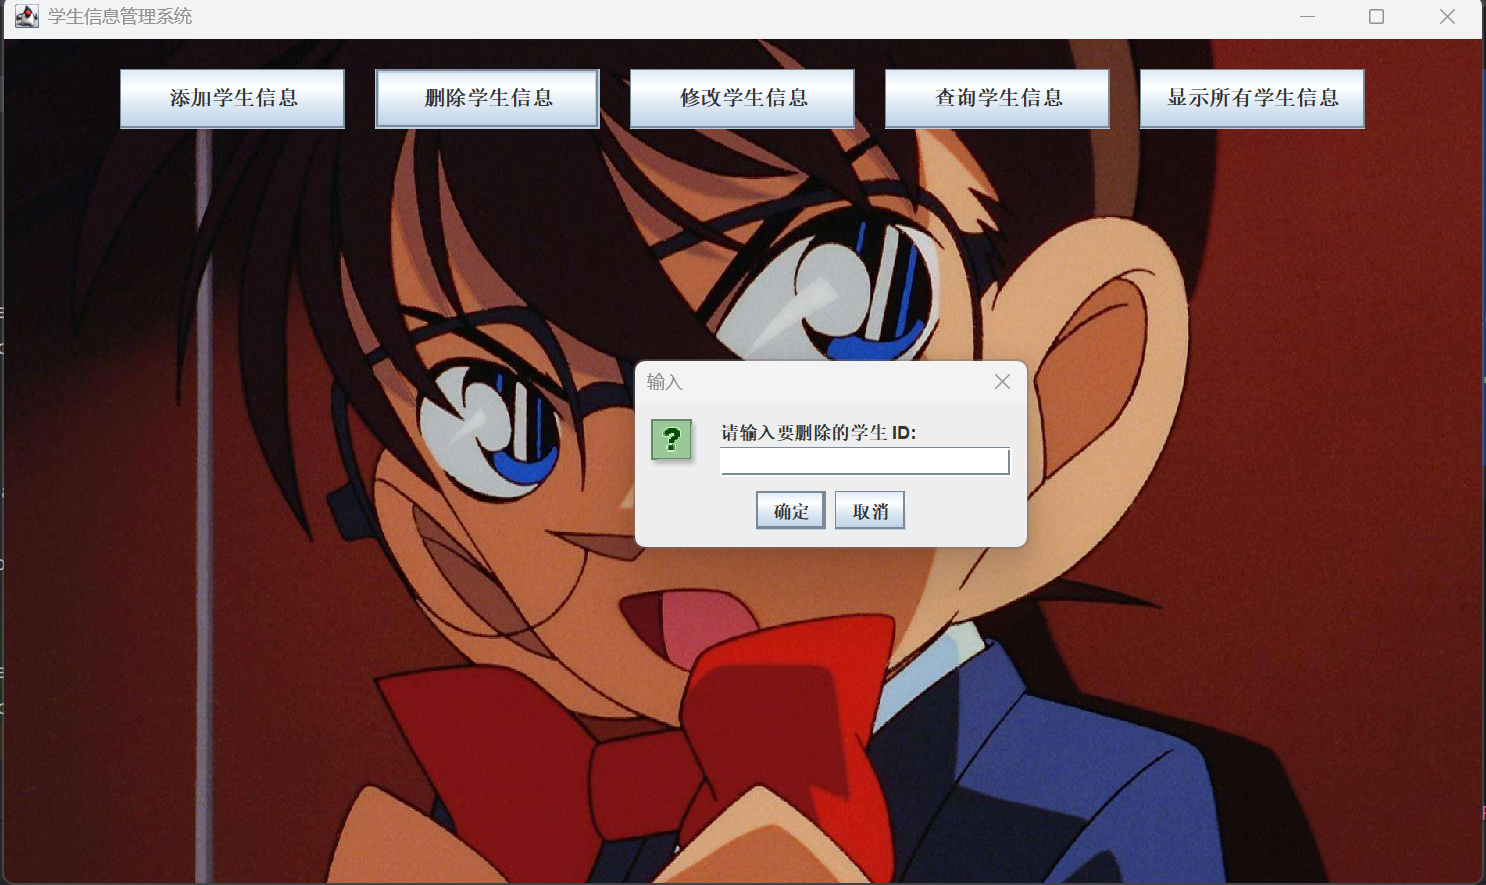 学生信息管理系统
添加学生信息
删除学生信息
修改学生信息
查询学生信息
显示所有学生信息
输入
请输入要删除的学生 ID:
确定
取消